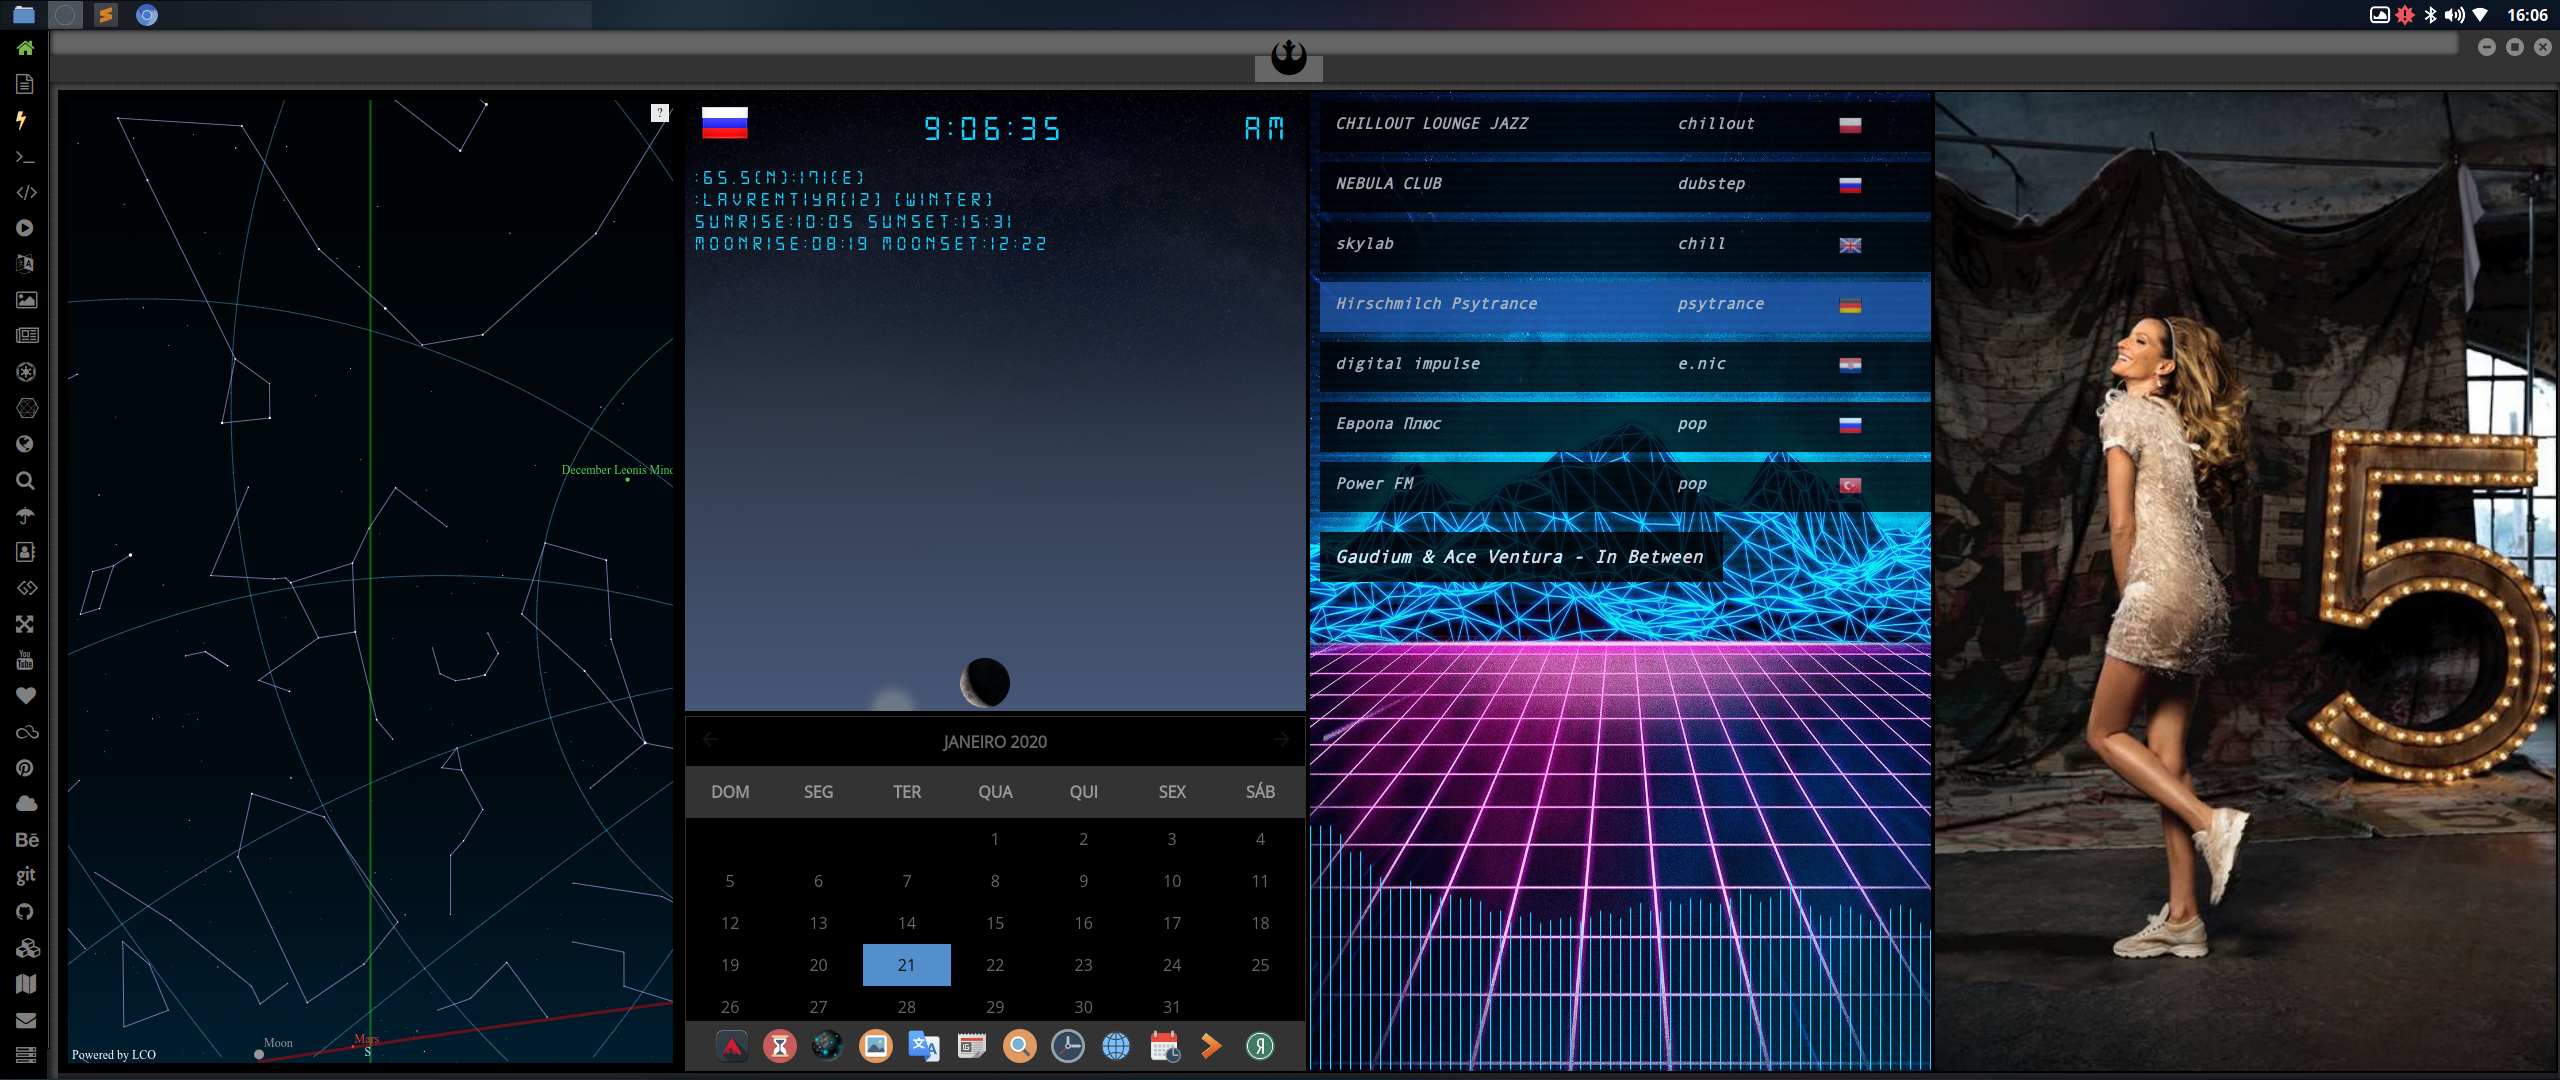 16:06
You
Tube
Bē
git
?
December Leonis Mino
Moon
Mars
S
Powered by LCO
9:06:35 AM
:65.5(N):171(E)
:LAVRENTIYA[12] [WINTER]
SUNRISE:10:05 SUNSET:15:31
MOONRISE:08:19 MOONSET:12:22
JANEIRO 2020
DOM SEG TER QUA QUI SEX SÁB
1 2 3 4
5 6 7 8 9 10 11
12 13 14 15 16 17 18
19 20 21 22 23 24 25
26 27 28 29 30 31
CHILLOUT LOUNGE JAZZ chillout
NEBULA CLUB dubstep
skylab chill
Hirschmilch Psytrance psytrance
digital impulse e.nic
Европа Плюс pop
Power FM pop
Gaudium & Ace Ventura - In Between
5